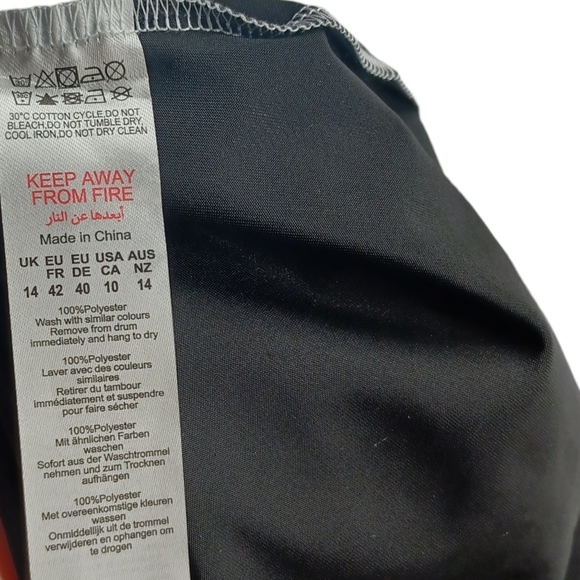 30°C COTTON CYCLE,DO NOT
BLEACH,DO NOT TUMBLE DRY,
COOL IRON,DO NOT DRY CLEAN
KEEP AWAY
FROM FIRE
أبعدها عن النار
Made in China
UK EU EU USA AUS
FR DE CA NZ
14 42 40 10 14
100%Polyester
Wash with similar colours
Remove from drum
immediately and hang to dry
100%Polyester
Laver avec des couleurs
similaires
Retirer du tambour
immédiatement et suspendre
pour faire sécher
100%Polyester
Mit ähnlichen Farben
waschen
Sofort aus der Waschtrommel
nehmen und zum Trocknen
aufhängen
100%Polyester
Met overeenkomstige kleuren
wassen
Onmiddellijk uit de trommel
verwijderen en ophangen om
te drogen